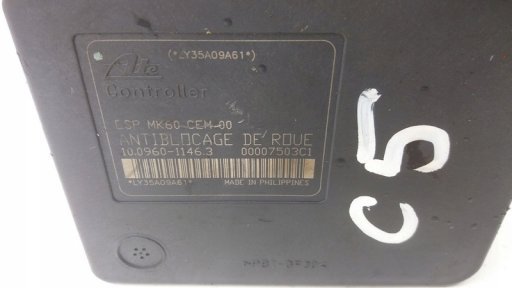 (*LY35A09A61*)
Ate
Controller
ESP MK60 CEM-00
ANTIBLOCAGE DE ROUE
10.0960-1146.3 00007503C1
*LY35A09A61* MADE IN PHILIPPINES
C5